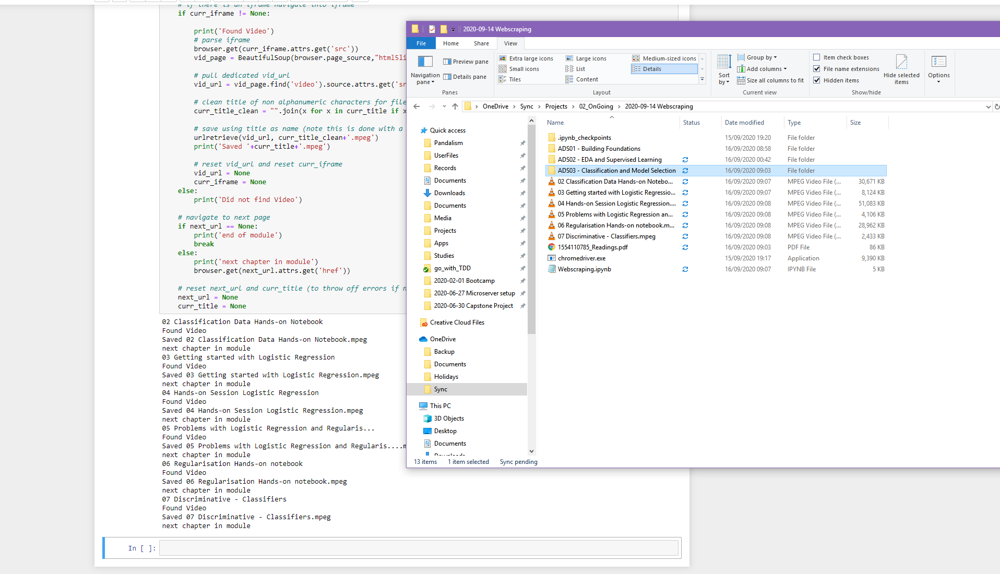 # if there is an iframe navigate into iframe
if curr_iframe != None:
print('Found Video')
# parse iframe
browser.get(curr_iframe.attrs.get('src'))
vid_page = BeautifulSoup(browser.page_source,"html5li
# pull dedicated vid_url
vid_url = vid_page.find('video').source.attrs.get('sr
# clean title of non alphanumeric characters for file
curr_title_clean = "".join(x for x in curr_title if x
# save using title as name (note this is done with a
urlretrieve(vid_url, curr_title_clean+'.mpeg')
print('Saved '+curr_title+'.mpeg')
# reset vid_url and reset curr_iframe
vid_url = None
curr_iframe = None
else:
print('Did not find Video')
# navigate to next page
if next_url == None:
print('end of module')
break
else:
print('next chapter in module')
browser.get(next_url.attrs.get('href'))
# reset next_url and curr_title (to throw off errors if n
next_url = None
curr_title = None
02 Classification Data Hands-on Notebook
Found Video
Saved 02 Classification Data Hands-on Notebook.mpeg
next chapter in module
03 Getting started with Logistic Regression
Found Video
Saved 03 Getting started with Logistic Regression.mpeg
next chapter in module
04 Hands-on Session Logistic Regression
Found Video
Saved 04 Hands-on Session Logistic Regression.mpeg
next chapter in module
05 Problems with Logistic Regression and Regularis...
Found Video
Saved 05 Problems with Logistic Regression and Regularis....m
next chapter in module
06 Regularisation Hands-on notebook
Found Video
Saved 06 Regularisation Hands-on notebook.mpeg
next chapter in module
07 Discriminative - Classifiers
Found Video
Saved 07 Discriminative - Classifiers.mpeg
next chapter in module
In [ ]:
2020-09-14 Webscraping
File Home Share View
Navigation pane
Preview pane
Details pane
Panes
Extra large icons Large icons Medium-sized icons
Small icons List Details
Tiles Content
Layout
Sort by
Group by
Add columns
Size all columns to fit
Current view
Item check boxes
File name extensions
Hidden items
Hide selected items
Show/hide
Options
OneDrive > Sync > Projects > 02_OnGoing > 2020-09-14 Webscraping
Quick access
Pandalism
UserFiles
Records
Documents
Downloads
Documents
Media
Projects
Apps
Studies
go_with_TDD
2020-02-01 Bootcamp
2020-06-27 Microserver setup
2020-06-30 Capstone Project
Creative Cloud Files
OneDrive
Backup
Documents
Holidays
Sync
This PC
3D Objects
Desktop
Documents
Downloads
Name Status Date modified Type Size
.ipynb_checkpoints 15/09/2020 19:20 File folder
ADS01 - Building Foundations 16/09/2020 08:58 File folder
ADS02 - EDA and Supervised Learning 16/09/2020 00:42 File folder
ADS03 - Classification and Model Selection 16/09/2020 09:03 File folder
02 Classification Data Hands-on Notebo... 16/09/2020 09:07 MPEG Video File (... 30,671 KB
03 Getting started with Logistic Regressio... 16/09/2020 09:07 MPEG Video File (... 8,124 KB
04 Hands-on Session Logistic Regression.... 16/09/2020 09:08 MPEG Video File (... 51,083 KB
05 Problems with Logistic Regression an... 16/09/2020 09:08 MPEG Video File (... 4,106 KB
06 Regularisation Hands-on notebook.m... 16/09/2020 09:08 MPEG Video File (... 28,962 KB
07 Discriminative - Classifiers.mpeg 16/09/2020 09:08 MPEG Video File (... 2,433 KB
1554110785_Readings.pdf 16/09/2020 09:03 PDF File 86 KB
chromedriver.exe 15/09/2020 19:17 Application 9,390 KB
Webscraping.ipynb 16/09/2020 09:07 IPYNB File 5 KB
13 items 1 item selected Sync pending